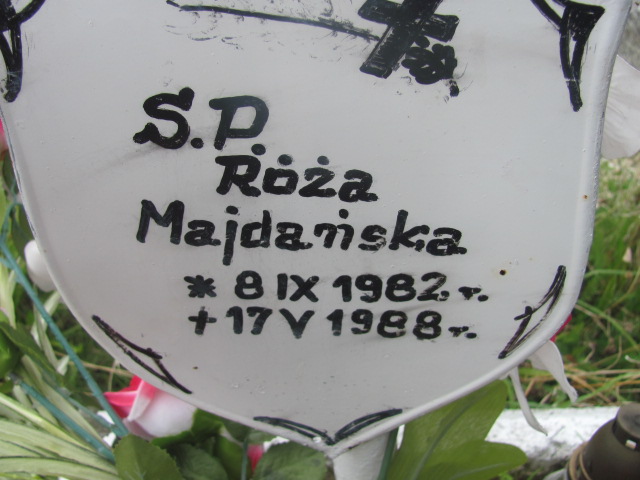 S.P.
Róża
Majdańska
* 8 IX 1982 r.
+ 17 V 1988 r.